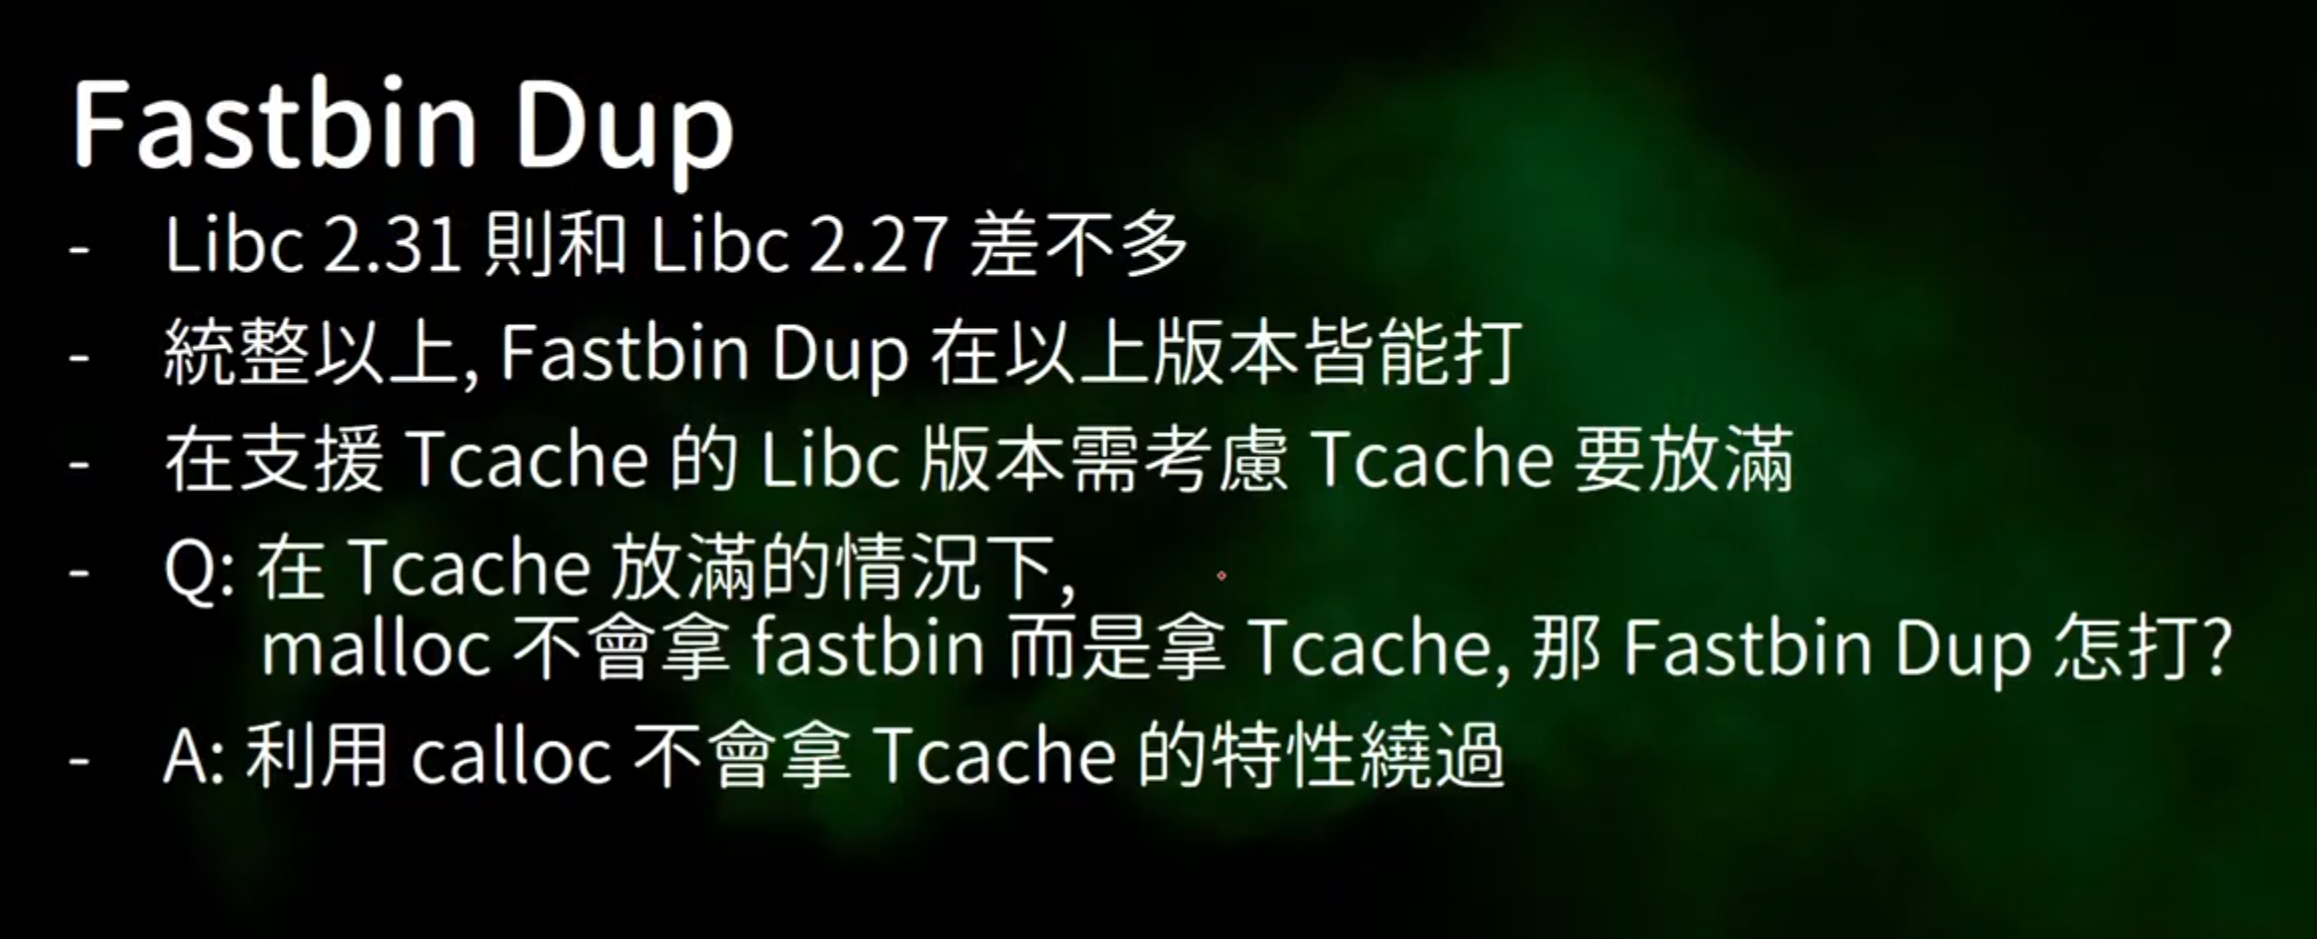 Fastbin Dup
- Libc 2.31 則和 Libc 2.27 差不多
- 統整以上, Fastbin Dup 在以上版本皆能打
- 在支援 Tcache 的 Libc 版本需考慮 Tcache 要放滿
- Q: 在 Tcache 放滿的情況下,
malloc 不會拿 fastbin 而是拿 Tcache, 那 Fastbin Dup 怎打?
- A: 利用 calloc 不會拿 Tcache 的特性繞過